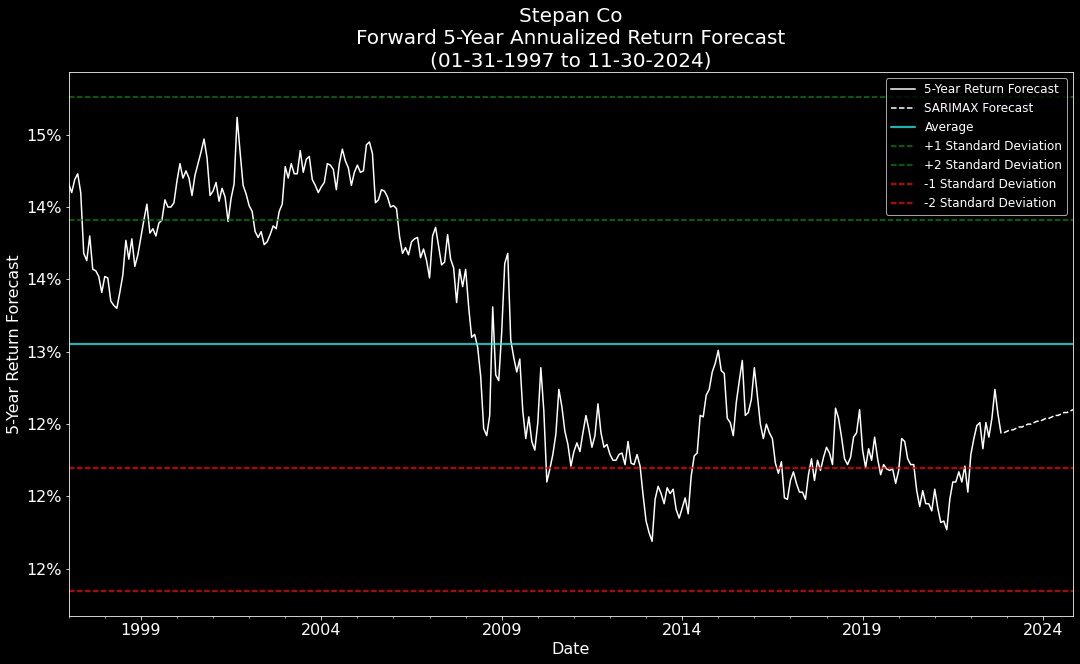 Stepan Co
Forward 5-Year Annualized Return Forecast
(01-31-1997 to 11-30-2024)
5-Year Return Forecast
SARIMAX Forecast
Average
+1 Standard Deviation
+2 Standard Deviation
-1 Standard Deviation
-2 Standard Deviation
5-Year Return Forecast
15%
14%
14%
13%
12%
12%
12%
1999
2004
2009
2014
2019
2024
Date